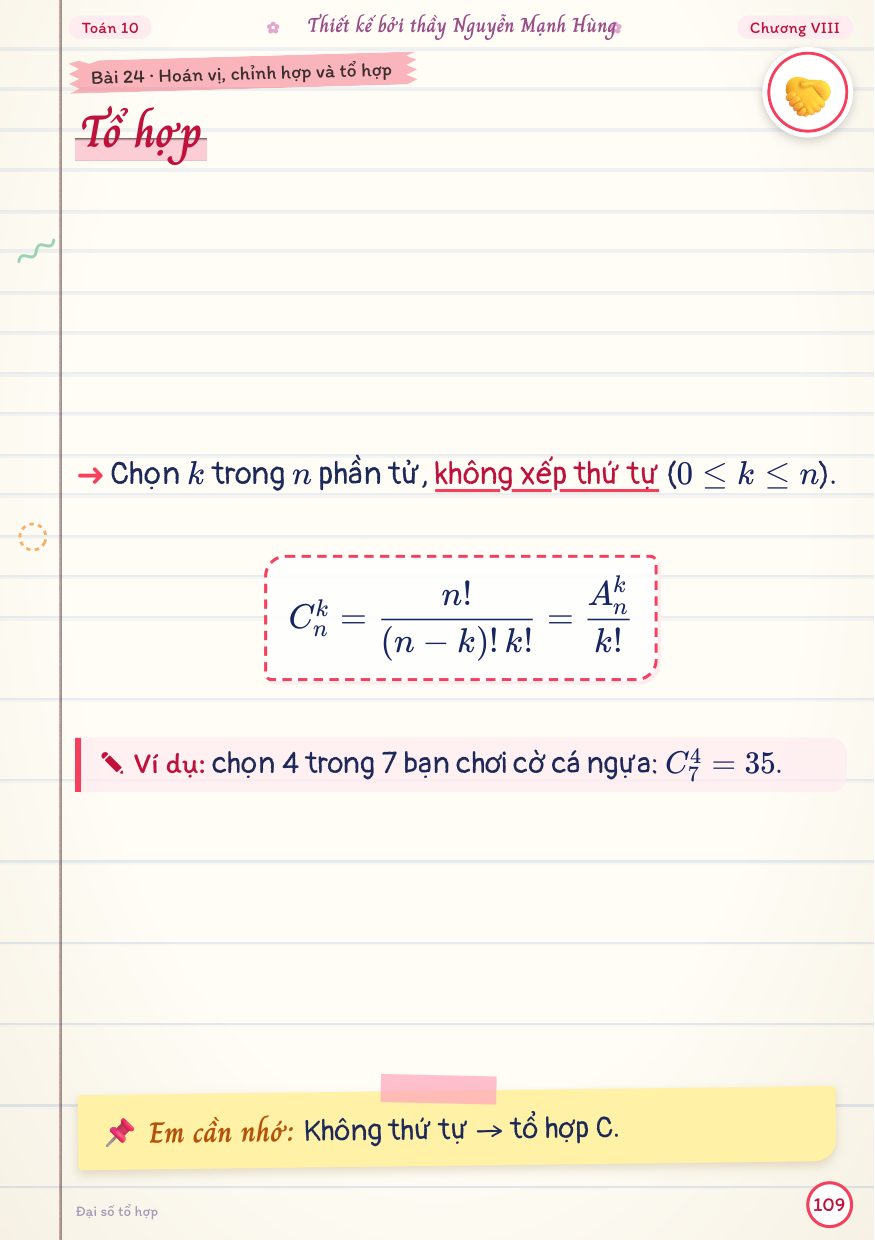 Toán 10
Thiết kế bởi thầy Nguyễn Mạnh Hùng
Chương VIII
Bài 24 · Hoán vị, chỉnh hợp và tổ hợp
Tổ hợp
→ Chọn k trong n phần tử, không xếp thứ tự (0 ≤ k ≤ n).
C_n^k = n! / ((n − k)! k!) = A_n^k / k!
Ví dụ: chọn 4 trong 7 bạn chơi cờ cá ngựa: C_7^4 = 35.
Em cần nhớ: Không thứ tự → tổ hợp C.
Đại số tổ hợp
109